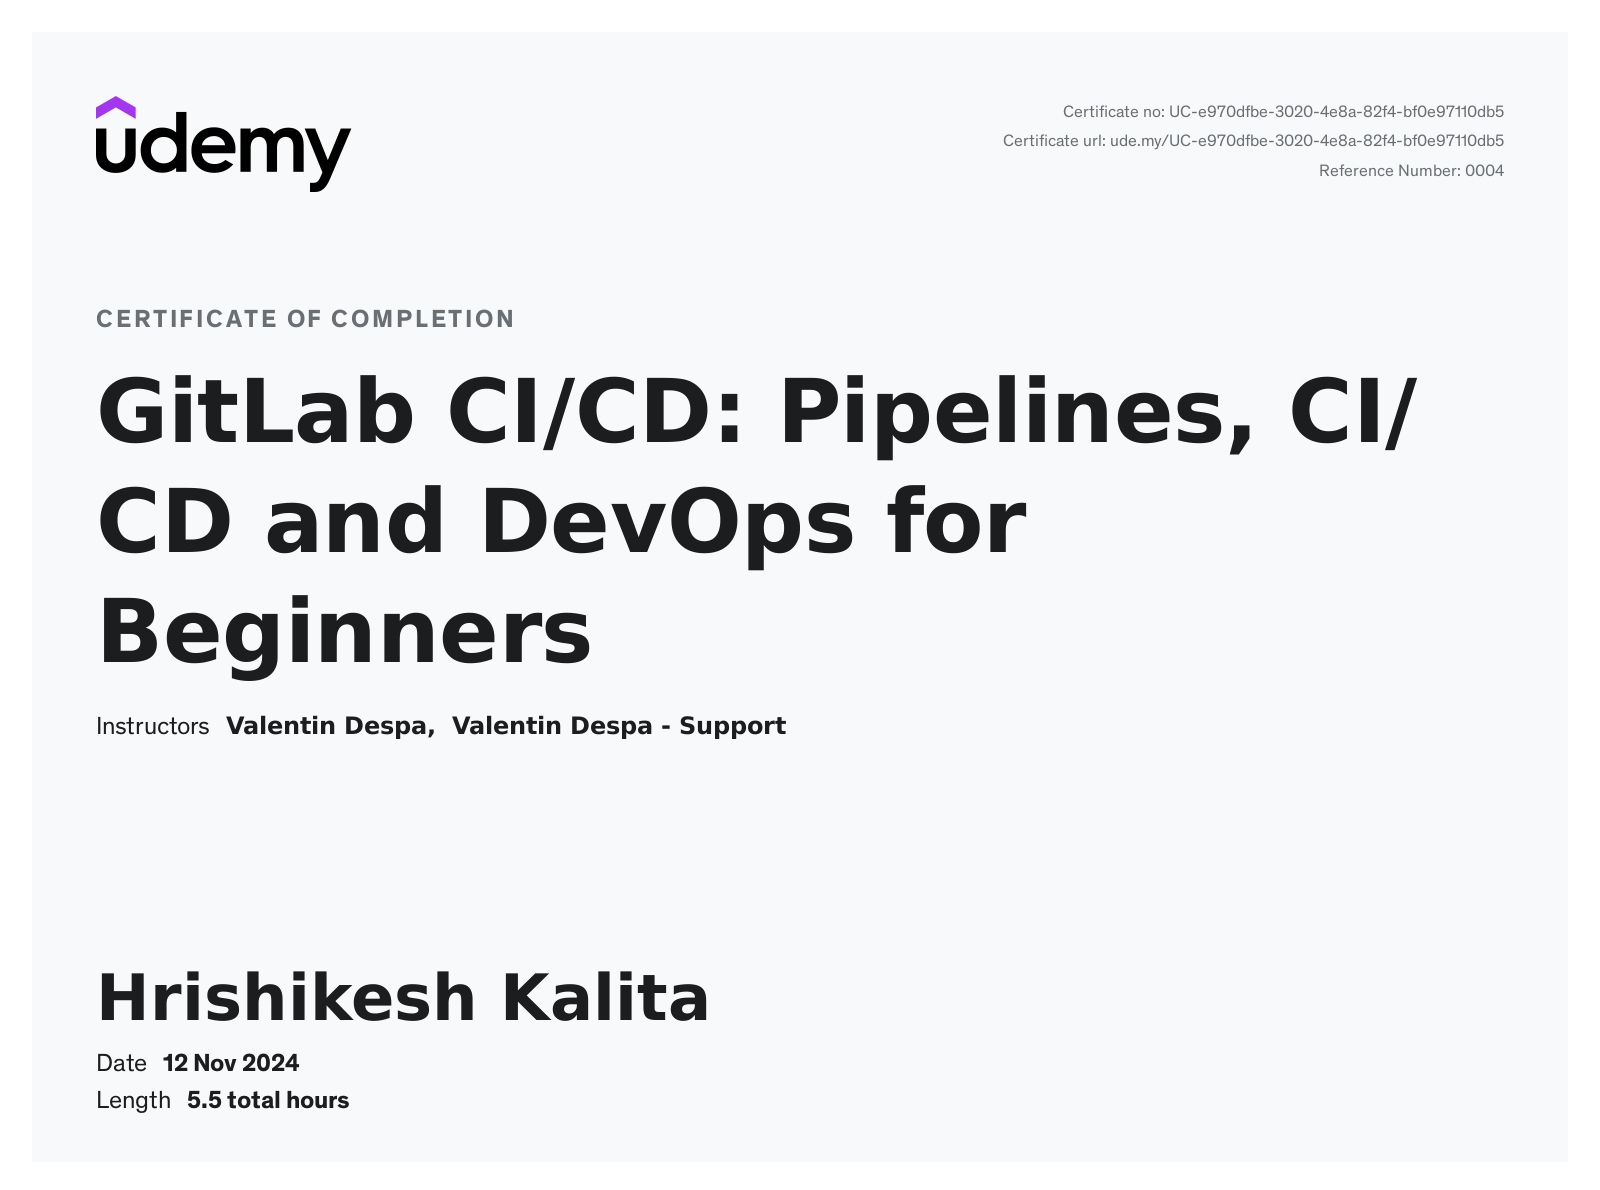 udemy
Certificate no: UC-e970dfbe-3020-4e8a-82f4-bf0e97110db5
Certificate url: ude.my/UC-e970dfbe-3020-4e8a-82f4-bf0e97110db5
Reference Number: 0004
CERTIFICATE OF COMPLETION
GitLab CI/CD: Pipelines, CI/
CD and DevOps for
Beginners
Instructors Valentin Despa, Valentin Despa - Support
Hrishikesh Kalita
Date 12 Nov 2024
Length 5.5 total hours